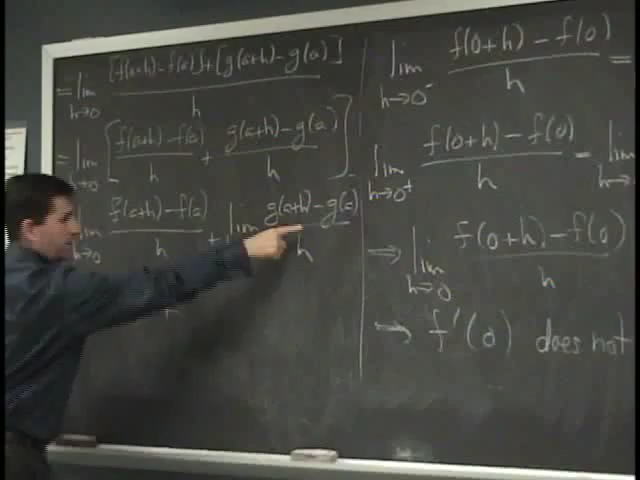 = lim [f(a+h)-f(a)]+[g(a+h)-g(a)] / h
h→0
= lim [ f(a+h)-f(a) / h + g(a+h)-g(a) / h ]
h→0
lim f(a+h)-f(a) / h + lim g(a+h)-g(a) / h
h→0
lim f(0+h)-f(0) / h =
h→0⁻
lim f(0+h)-f(0) / h = lim
h→0⁺ h→
⇒ lim f(0+h)-f(0) / h
h→0
→ f'(0) does not